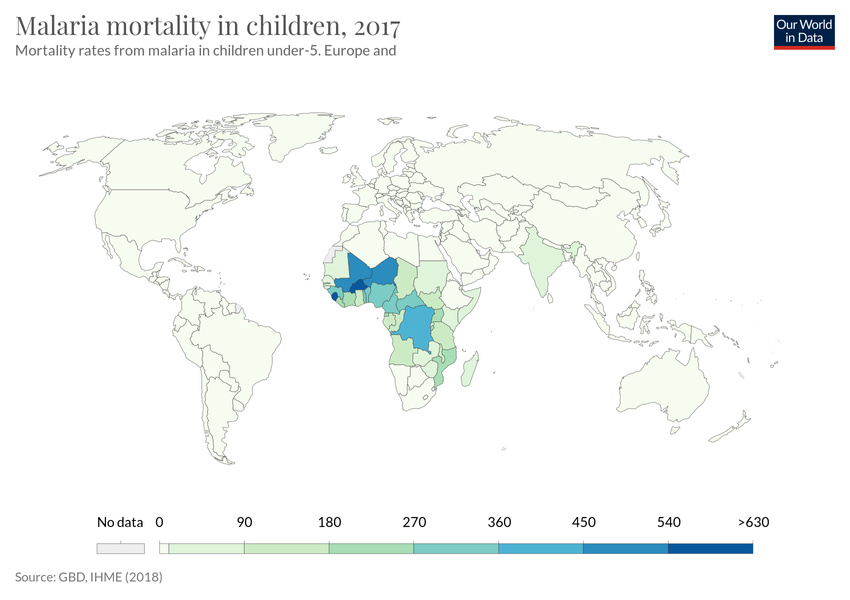 Malaria mortality in children, 2017
Our World
in Data
Mortality rates from malaria in children under-5. Europe and
No data 0 90 180 270 360 450 540 >630
Source: GBD, IHME (2018)